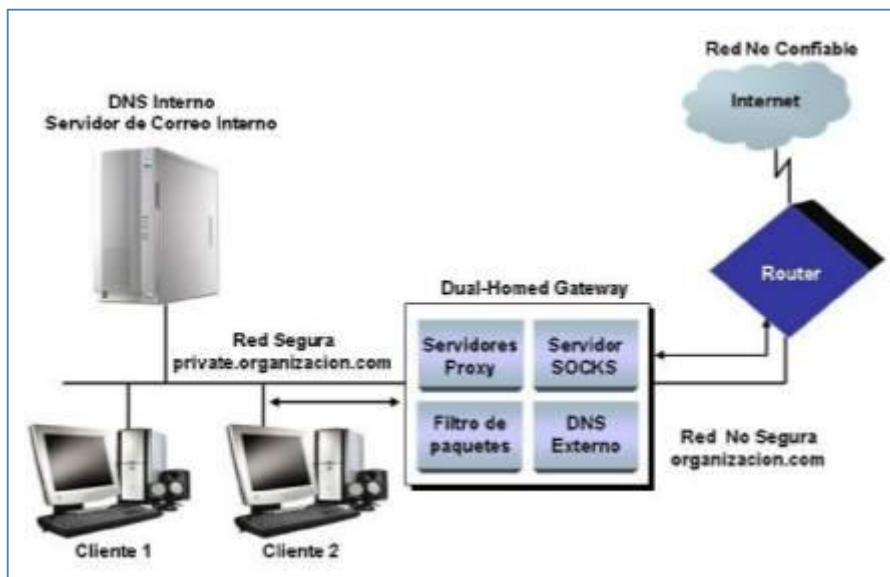 Red No Confiable
Internet
DNS Interno
Servidor de Correo Interno
Router
Dual-Homed Gateway
Servidores
Proxy
Servidor
SOCKS
Filtro de
paquetes
DNS
Externo
Red Segura
private.organizacion.com
Red No Segura
organizacion.com
Cliente 1
Cliente 2